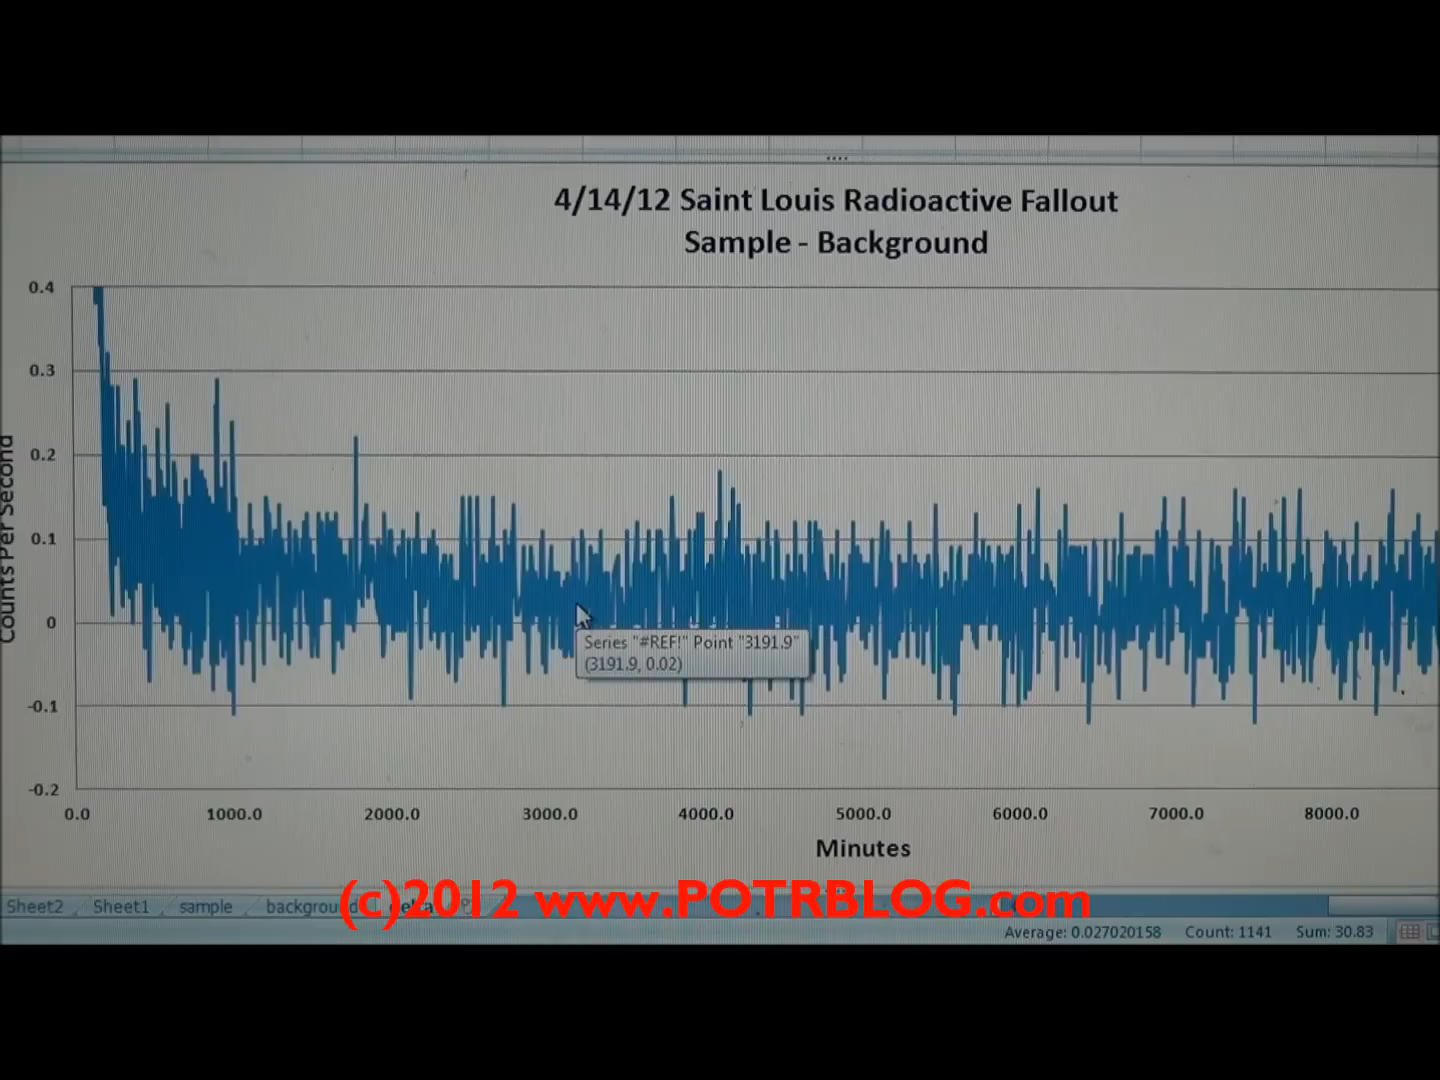 4/14/12 Saint Louis Radioactive Fallout
Sample - Background
0.4
0.3
0.2
0.1
0
-0.1
-0.2
Counts Per Second
Series "#REF!" Point "3191.9"
(3191.9, 0.02)
0.0 1000.0 2000.0 3000.0 4000.0 5000.0 6000.0 7000.0 8000.0
Minutes
Sheet2 Sheet1 sample background delta
(c)2012 www.POTRBLOG.com
Average: 0.027020158 Count: 1141 Sum: 30.83